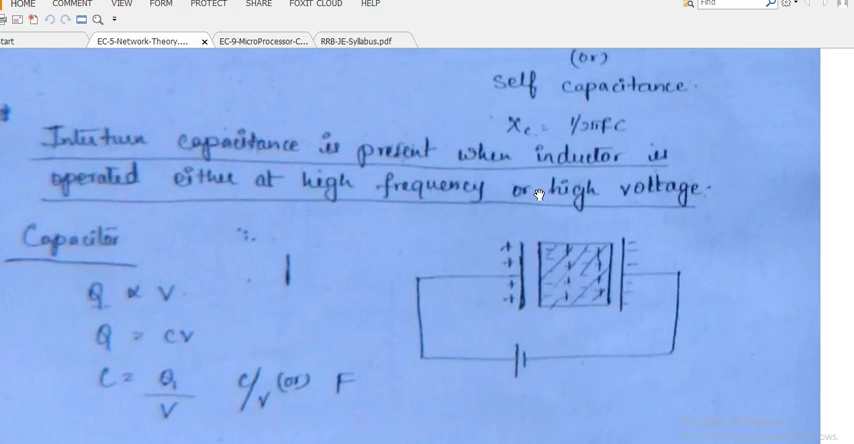 HOME COMMENT VIEW FORM PROTECT SHARE FOXIT CLOUD HELP
Find
tart
EC-5-Network-Theory.... × EC-9-MicroProcessor-C... RRB-JE-Syllabus.pdf
(or)
self capacitance.
Xc = 1/2πfC
Interturn capacitance is present when inductor is
operated either at high frequency or high voltage.
Capacitor
Q ∝ V.
Q = CV
C = Q/V C/V (or) F
ows.